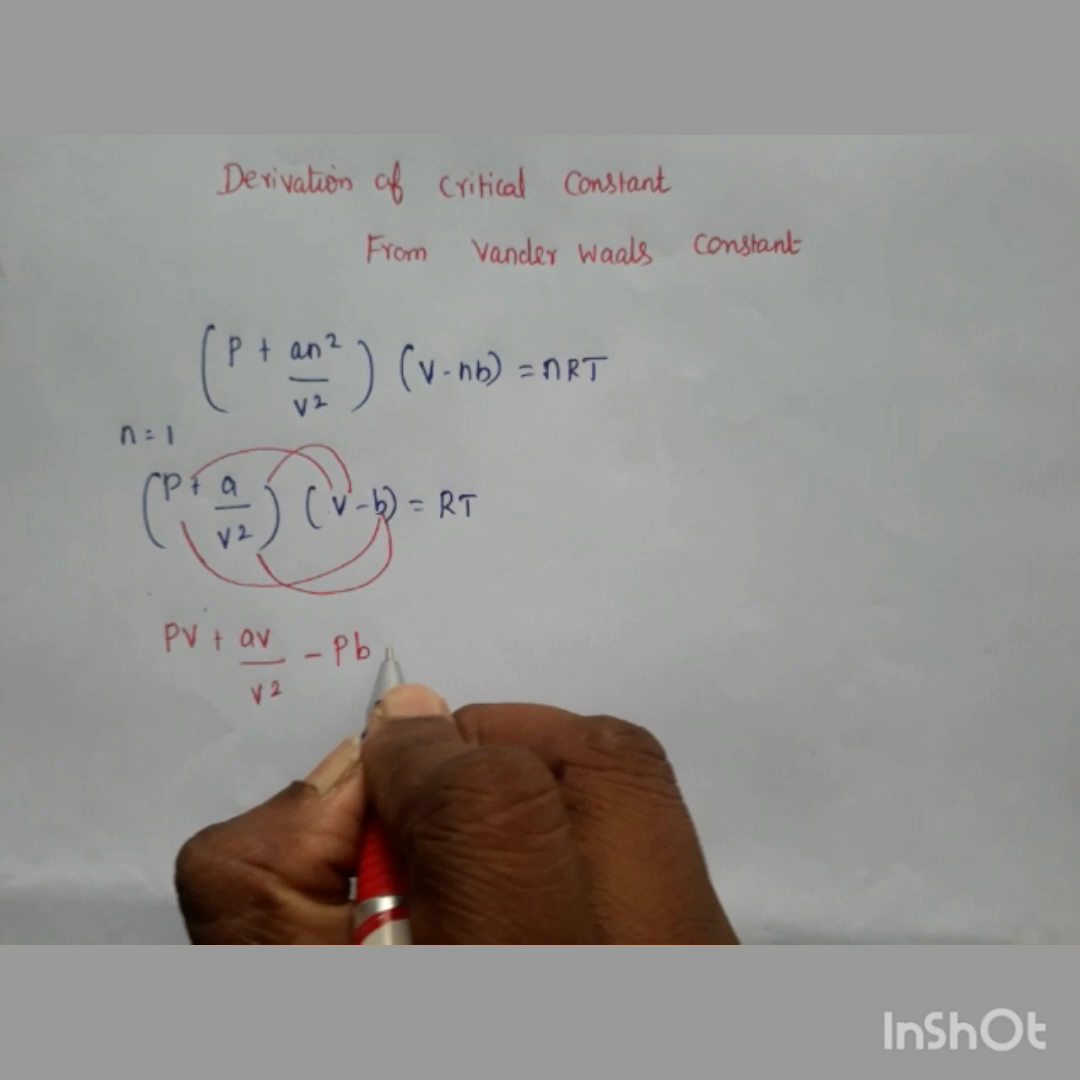 Derivation of critical constant
From vander waals constant
(P + an²/v²) (v - nb) = nRT
n = 1
(P + a/v²) (v - b) = RT
PV + av/v² - Pb
InShOt